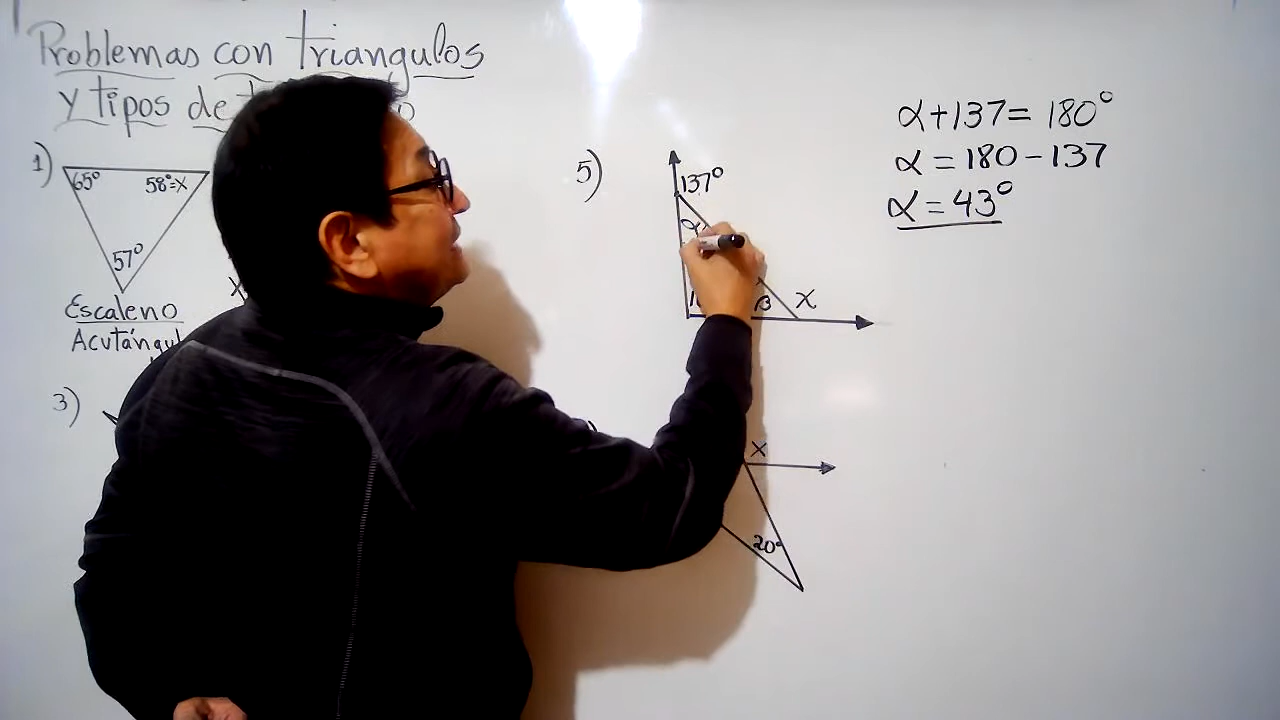 Problemas con triangulos
y tipos de
1)
65° 58°=x
57°
Escaleno
Acutángul
x
3)
5)
137°
α
β x
x
20°
α+137= 180°
α = 180-137
α = 43°